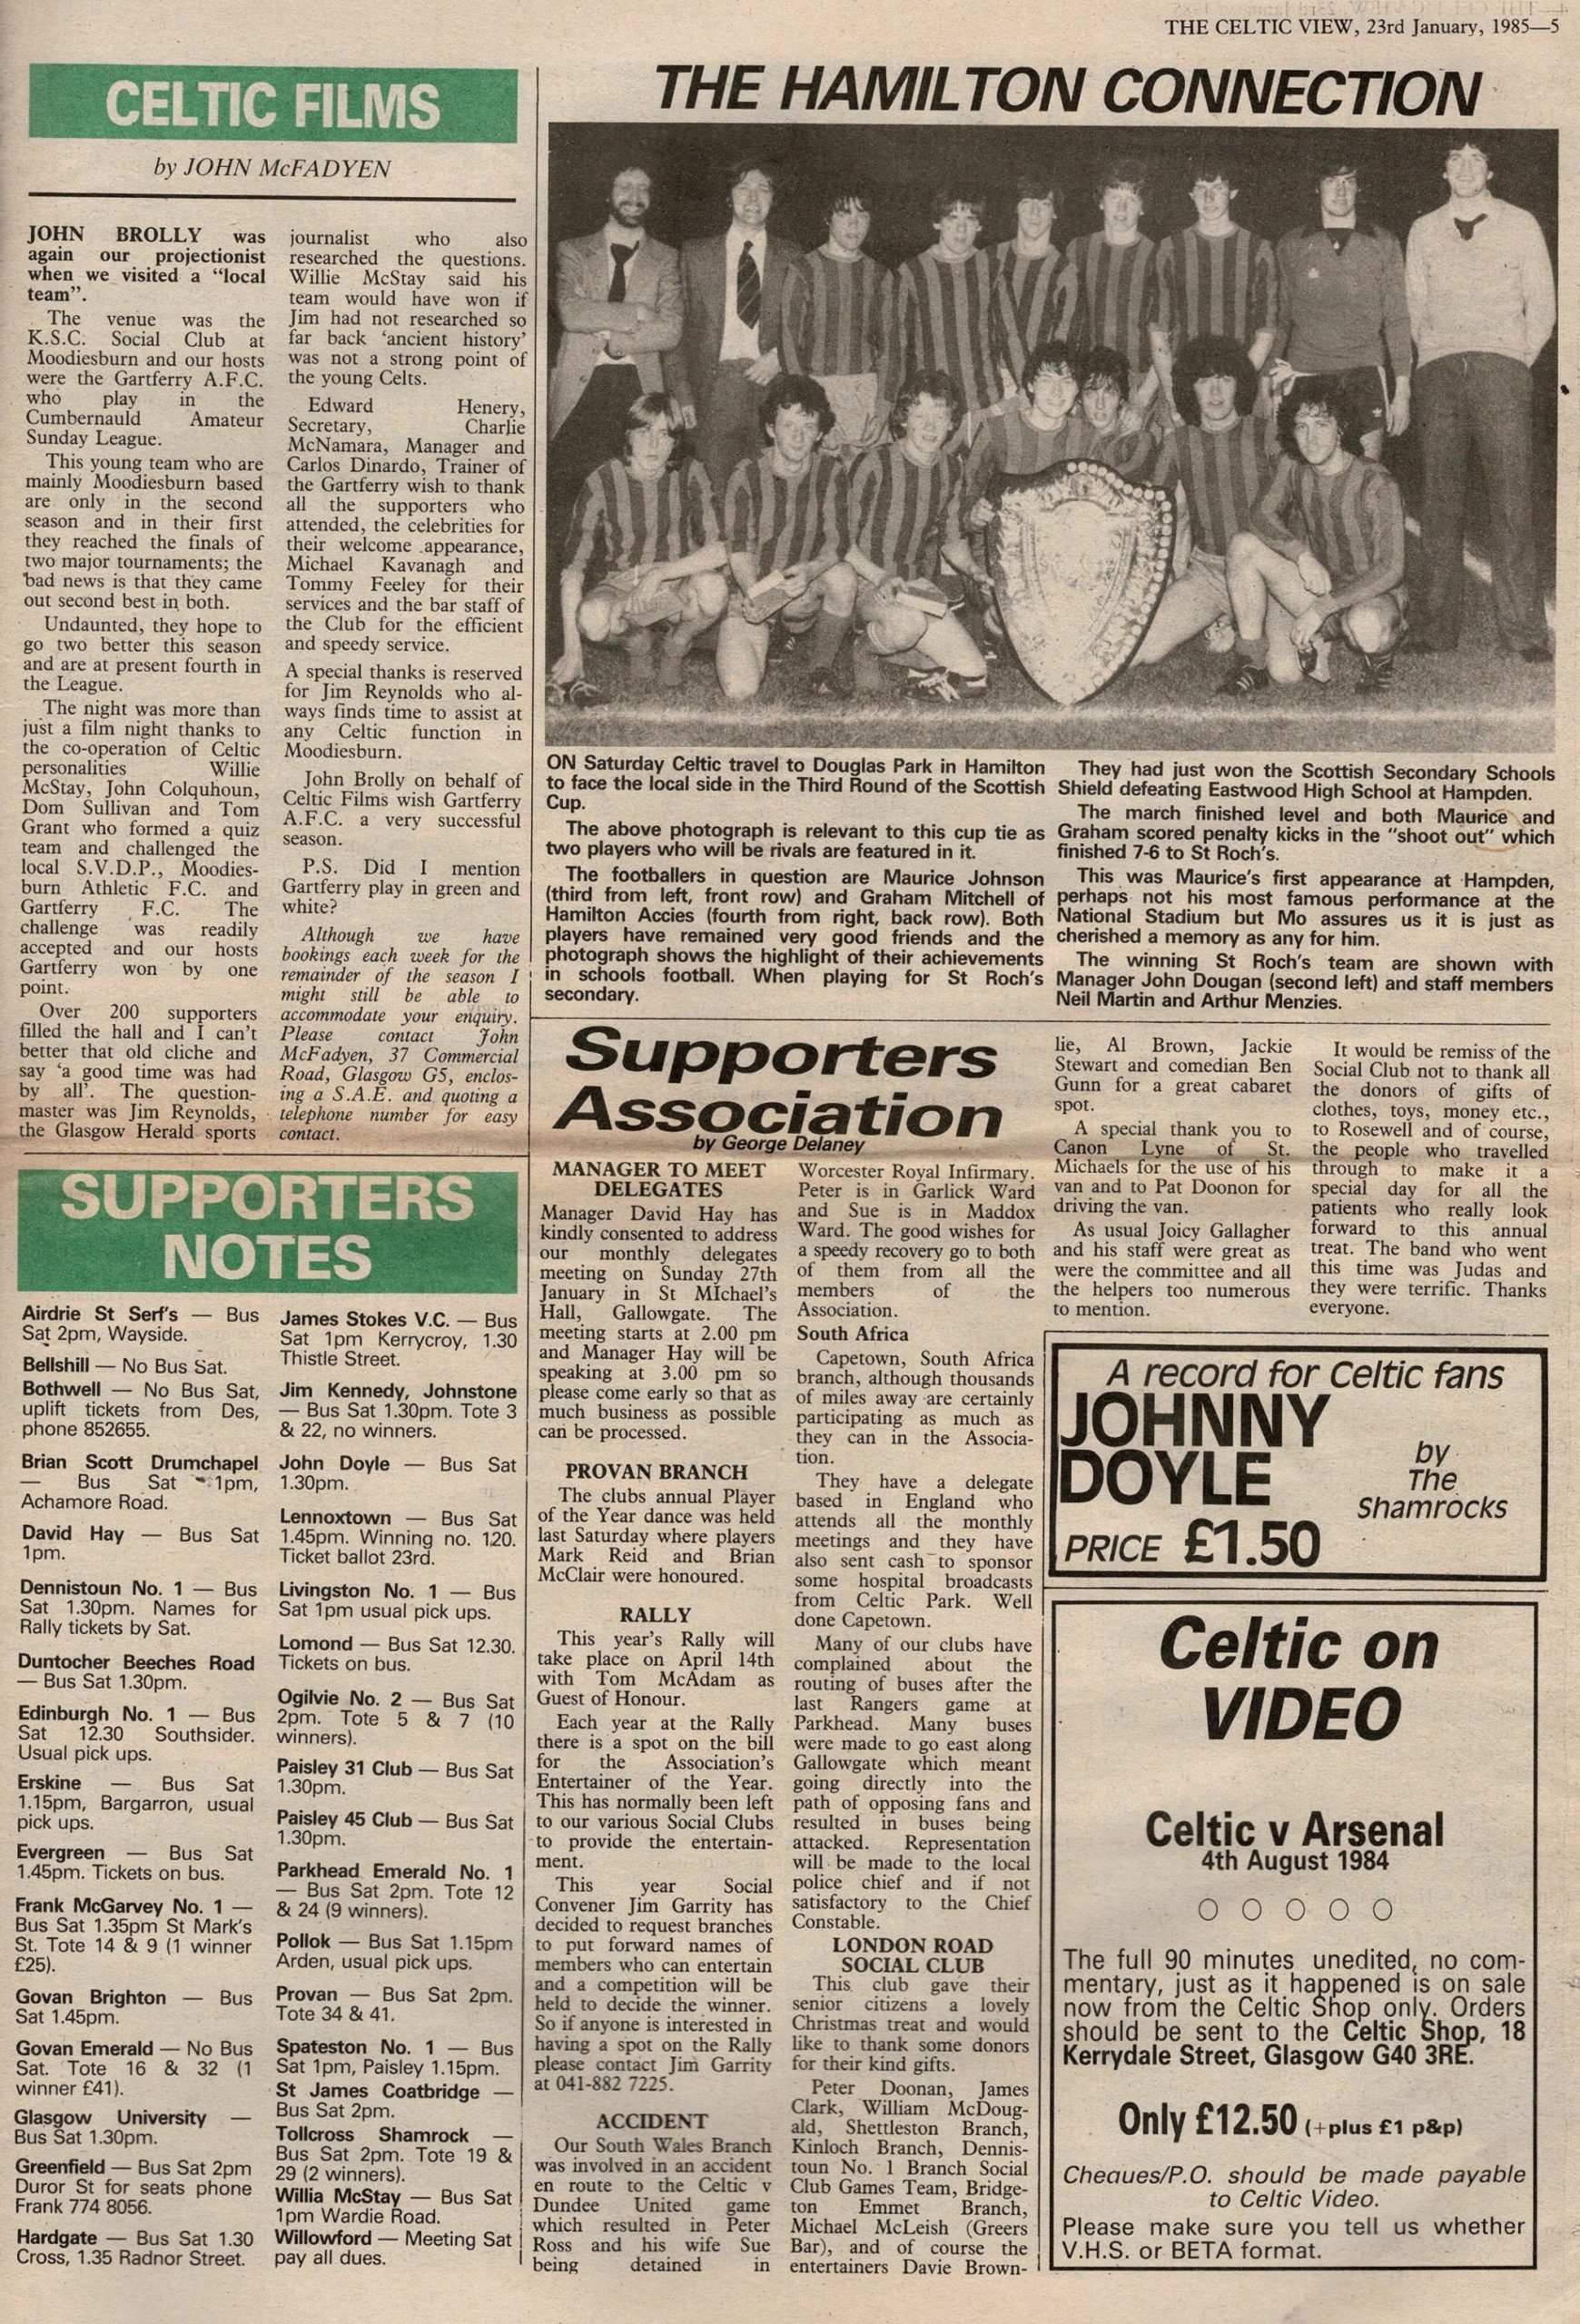 THE CELTIC VIEW, 23rd January, 1985—5
CELTIC FILMS
by JOHN McFADYEN
JOHN BROLLY was
again our projectionist
when we visited a “local
team”.
The venue was the
K.S.C. Social Club at
Moodiesburn and our hosts
were the Gartferry A.F.C.
who play in the
Cumbernauld Amateur
Sunday League.
This young team who are
mainly Moodiesburn based
are only in the second
season and in their first
they reached the finals of
two major tournaments; the
bad news is that they came
out second best in both.
Undaunted, they hope to
go two better this season
and are at present fourth in
the League.
The night was more than
just a film night thanks to
the co-operation of Celtic
personalities Willie
McStay, John Colquhoun,
Dom Sullivan and Tom
Grant who formed a quiz
team and challenged the
local S.V.D.P., Moodies-
burn Athletic F.C. and
Gartferry F.C. The
challenge was readily
accepted and our hosts
Gartferry won by one
point.
Over 200 supporters
filled the hall and I can’t
better that old cliche and
say ‘a good time was had
by all’. The question-
master was Jim Reynolds,
the Glasgow Herald sports
journalist who also
researched the questions.
Willie McStay said his
team would have won if
Jim had not researched so
far back ‘ancient history’
was not a strong point of
the young Celts.
Edward Henery,
Secretary, Charlie
McNamara, Manager and
Carlos Dinardo, Trainer of
the Gartferry wish to thank
all the supporters who
attended, the celebrities for
their welcome appearance,
Michael Kavanagh and
Tommy Feeley for their
services and the bar staff of
the Club for the efficient
and speedy service.
A special thanks is reserved
for Jim Reynolds who al-
ways finds time to assist at
any Celtic function in
Moodiesburn.
John Brolly on behalf of
Celtic Films wish Gartferry
A.F.C. a very successful
season.
P.S. Did I mention
Gartferry play in green and
white?
Although we have
bookings each week for the
remainder of the season I
might still be able to
accommodate your enquiry.
Please contact John
McFadyen, 37 Commercial
Road, Glasgow G5, enclos-
ing a S.A.E. and quoting a
telephone number for easy
contact.
THE HAMILTON CONNECTION
ON Saturday Celtic travel to Douglas Park in Hamilton
to face the local side in the Third Round of the Scottish
Cup.
The above photograph is relevant to this cup tie as
two players who will be rivals are featured in it.
The footballers in question are Maurice Johnson
(third from left, front row) and Graham Mitchell of
Hamilton Accies (fourth from right, back row). Both
players have remained very good friends and the
photograph shows the highlight of their achievements
in schools football. When playing for St Roch’s
secondary.
They had just won the Scottish Secondary Schools
Shield defeating Eastwood High School at Hampden.
The march finished level and both Maurice and
Graham scored penalty kicks in the “shoot out” which
finished 7-6 to St Roch’s.
This was Maurice’s first appearance at Hampden,
perhaps not his most famous performance at the
National Stadium but Mo assures us it is just as
cherished a memory as any for him.
The winning St Roch’s team are shown with
Manager John Dougan (second left) and staff members
Neil Martin and Arthur Menzies.
SUPPORTERS
NOTES
Airdrie St Serf’s — Bus
Sat 2pm, Wayside.
Bellshill — No Bus Sat.
Bothwell — No Bus Sat,
uplift tickets from Des,
phone 852655.
Brian Scott Drumchapel
— Bus Sat 1pm,
Achamore Road.
David Hay — Bus Sat
1pm.
Dennistoun No. 1 — Bus
Sat 1.30pm. Names for
Rally tickets by Sat.
Duntocher Beeches Road
— Bus Sat 1.30pm.
Edinburgh No. 1 — Bus
Sat 12.30 Southsider.
Usual pick ups.
Erskine — Bus Sat
1.15pm, Bargarron, usual
pick ups.
Evergreen — Bus Sat
1.45pm. Tickets on bus.
Frank McGarvey No. 1 —
Bus Sat 1.35pm St Mark’s
St. Tote 14 & 9 (1 winner
£25).
Govan Brighton — Bus
Sat 1.45pm.
Govan Emerald — No Bus
Sat. Tote 16 & 32 (1
winner £41).
Glasgow University —
Bus Sat 1.30pm.
Greenfield — Bus Sat 2pm
Duror St for seats phone
Frank 774 8056.
Hardgate — Bus Sat 1.30
Cross, 1.35 Radnor Street.
James Stokes V.C. — Bus
Sat 1pm Kerrycroy, 1.30
Thistle Street.
Jim Kennedy, Johnstone
— Bus Sat 1.30pm. Tote 3
& 22, no winners.
John Doyle — Bus Sat
1.30pm.
Lennoxtown — Bus Sat
1.45pm. Winning no. 120.
Ticket ballot 23rd.
Livingston No. 1 — Bus
Sat 1pm usual pick ups.
Lomond — Bus Sat 12.30.
Tickets on bus.
Ogilvie No. 2 — Bus Sat
2pm. Tote 5 & 7 (10
winners).
Paisley 31 Club — Bus Sat
1.30pm.
Paisley 45 Club — Bus Sat
1.30pm.
Parkhead Emerald No. 1
— Bus Sat 2pm. Tote 12
& 24 (9 winners).
Pollok — Bus Sat 1.15pm
Arden, usual pick ups.
Provan — Bus Sat 2pm.
Tote 34 & 41.
Spateston No. 1 — Bus
Sat 1pm, Paisley 1.15pm.
St James Coatbridge —
Bus Sat 2pm.
Tollcross Shamrock —
Bus Sat 2pm. Tote 19 &
29 (2 winners).
Willia McStay — Bus Sat
1pm Wardie Road.
Willowford — Meeting Sat
pay all dues.
Supporters
Association
by George Delaney
MANAGER TO MEET
DELEGATES
Manager David Hay has
kindly consented to address
our monthly delegates
meeting on Sunday 27th
January in St MIchael’s
Hall, Gallowgate. The
meeting starts at 2.00 pm
and Manager Hay will be
speaking at 3.00 pm so
please come early so that as
much business as possible
can be processed.
PROVAN BRANCH
The clubs annual Player
of the Year dance was held
last Saturday where players
Mark Reid and Brian
McClair were honoured.
RALLY
This year’s Rally will
take place on April 14th
with Tom McAdam as
Guest of Honour.
Each year at the Rally
there is a spot on the bill
for the Association’s
Entertainer of the Year.
This has normally been left
to our various Social Clubs
to provide the entertain-
ment.
This year Social
Convener Jim Garrity has
decided to request branches
to put forward names of
members who can entertain
and a competition will be
held to decide the winner.
So if anyone is interested in
having a spot on the Rally
please contact Jim Garrity
at 041-882 7225.
ACCIDENT
Our South Wales Branch
was involved in an accident
en route to the Celtic v
Dundee United game
which resulted in Peter
Ross and his wife Sue
being detained in
Worcester Royal Infirmary.
Peter is in Garlick Ward
and Sue is in Maddox
Ward. The good wishes for
a speedy recovery go to both
of them from all the
members of the
Association.
South Africa
Capetown, South Africa
branch, although thousands
of miles away are certainly
participating as much as
they can in the Associa-
tion.
They have a delegate
based in England who
attends all the monthly
meetings and they have
also sent cash to sponsor
some hospital broadcasts
from Celtic Park. Well
done Capetown.
Many of our clubs have
complained about the
routing of buses after the
last Rangers game at
Parkhead. Many buses
were made to go east along
Gallowgate which meant
going directly into the
path of opposing fans and
resulted in buses being
attacked. Representation
will be made to the local
police chief and if not
satisfactory to the Chief
Constable.
LONDON ROAD
SOCIAL CLUB
This club gave their
senior citizens a lovely
Christmas treat and would
like to thank some donors
for their kind gifts.
Peter Doonan, James
Clark, William McDoug-
ald, Shettleston Branch,
Kinloch Branch, Dennis-
toun No. 1 Branch Social
Club Games Team, Bridge-
ton Emmet Branch,
Michael McLeish (Greers
Bar), and of course the
entertainers Davie Brown-
lie, Al Brown, Jackie
Stewart and comedian Ben
Gunn for a great cabaret
spot.
A special thank you to
Canon Lyne of St.
Michaels for the use of his
van and to Pat Doonon for
driving the van.
As usual Joicy Gallagher
and his staff were great as
were the committee and all
the helpers too numerous
to mention.
It would be remiss of the
Social Club not to thank all
the donors of gifts of
clothes, toys, money etc.,
to Rosewell and of course,
the people who travelled
through to make it a
special day for all the
patients who really look
forward to this annual
treat. The band who went
this time was Judas and
they were terrific. Thanks
everyone.
A record for Celtic fans
JOHNNY
DOYLE
by
The
Shamrocks
PRICE £1.50
Celtic on
VIDEO
Celtic v Arsenal
4th August 1984
The full 90 minutes unedited, no com-
mentary, just as it happened is on sale
now from the Celtic Shop only. Orders
should be sent to the Celtic Shop, 18
Kerrydale Street, Glasgow G40 3RE.
Only £12.50 (+plus £1 p&p)
Cheques/P.O. should be made payable
to Celtic Video.
Please make sure you tell us whether
V.H.S. or BETA format.